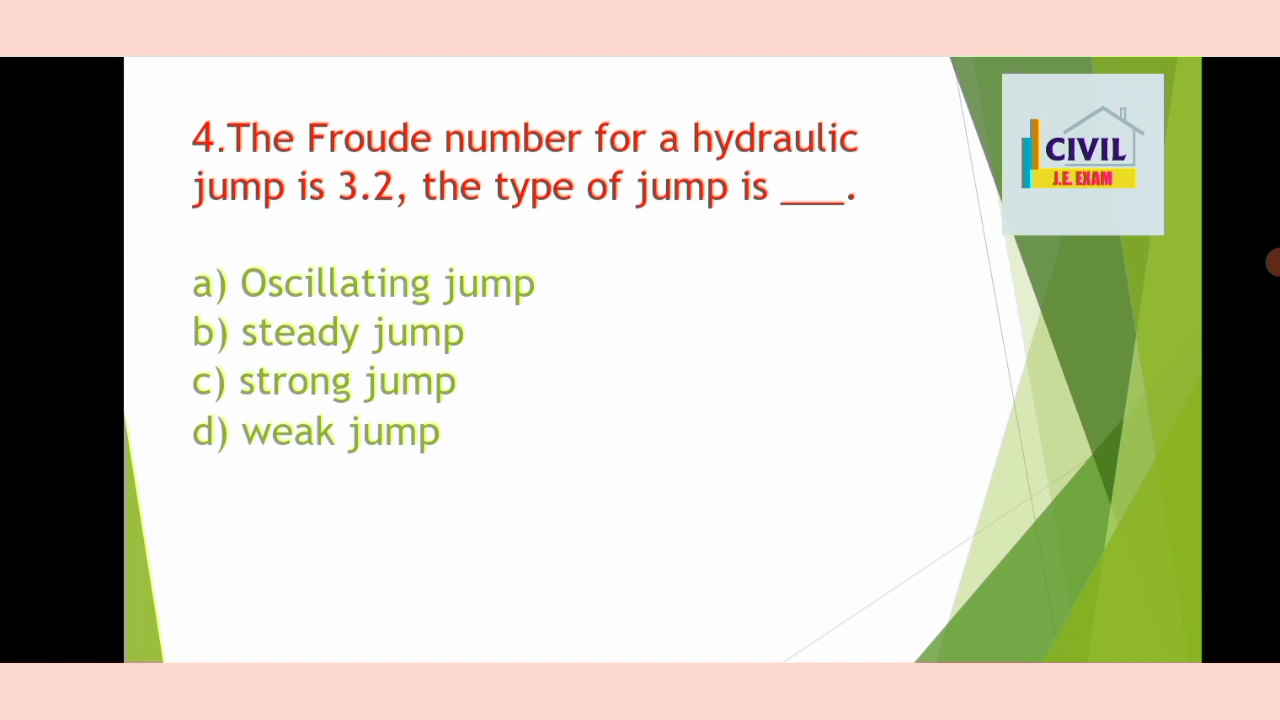 4.The Froude number for a hydraulic
jump is 3.2, the type of jump is ___.
a) Oscillating jump
b) steady jump
c) strong jump
d) weak jump
CIVIL
J.E. EXAM